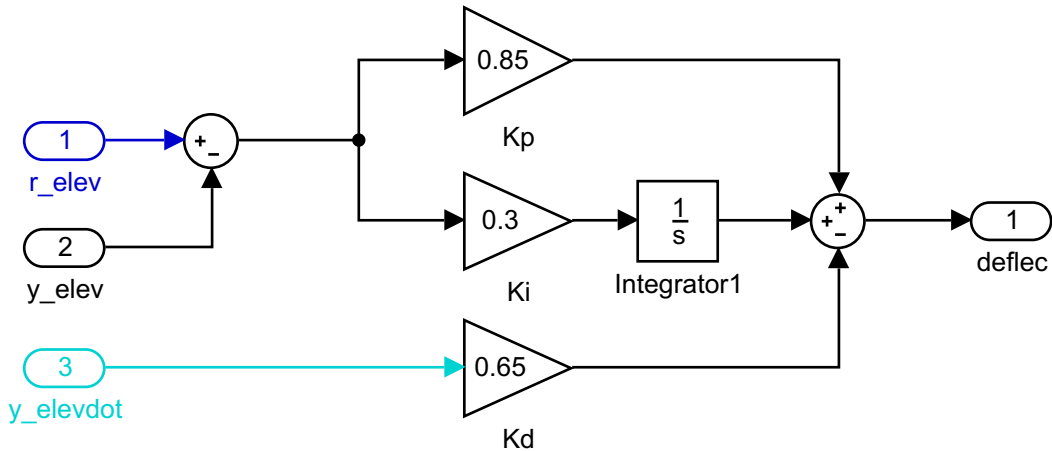 0.85
Kp
1
r_elev
+
−
2
y_elev
0.3
Ki
1
s
Integrator1
+
+
−
1
deflec
3
y_elevdot
0.65
Kd